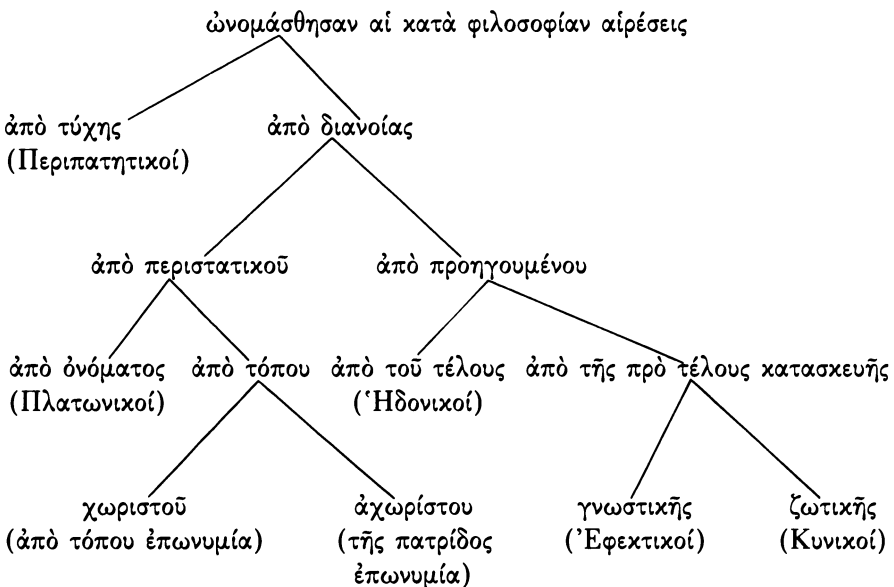 ὠνομάσθησαν αἱ κατὰ φιλοσοφίαν αἱρέσεις
ἀπὸ τύχης ἀπὸ διανοίας
(Περιπατητικοί)
ἀπὸ περιστατικοῦ ἀπὸ προηγουμένου
ἀπὸ ὀνόματος ἀπὸ τόπου ἀπὸ τοῦ τέλους ἀπὸ τῆς πρὸ τέλους κατασκευῆς
(Πλατωνικοί) (Ἡδονικοί)
χωριστοῦ ἀχωρίστου γνωστικῆς ζωτικῆς
(ἀπὸ τόπου ἐπωνυμία) (τῆς πατρίδος (Ἐφεκτικοί) (Κυνικοί)
ἐπωνυμία)